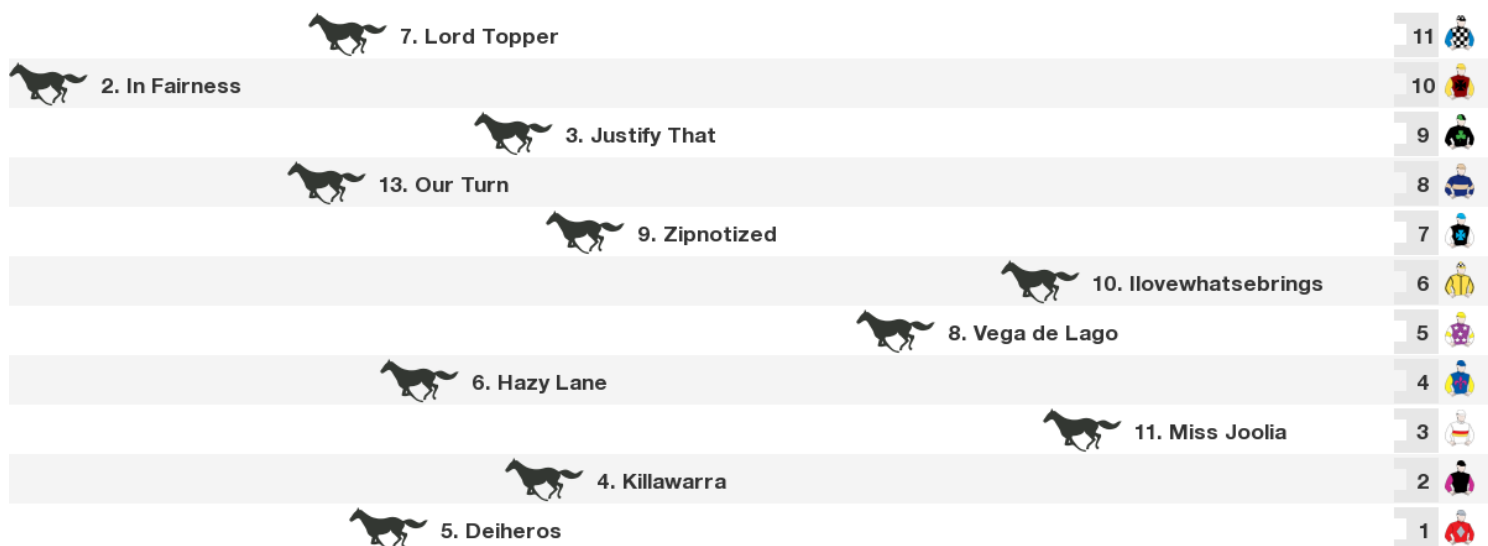 7. Lord Topper 11
2. In Fairness 10
3. Justify That 9
13. Our Turn 8
9. Zipnotized 7
10. Ilovewhatsebrings 6
8. Vega de Lago 5
6. Hazy Lane 4
11. Miss Joolia 3
4. Killawarra 2
5. Deiheros 1